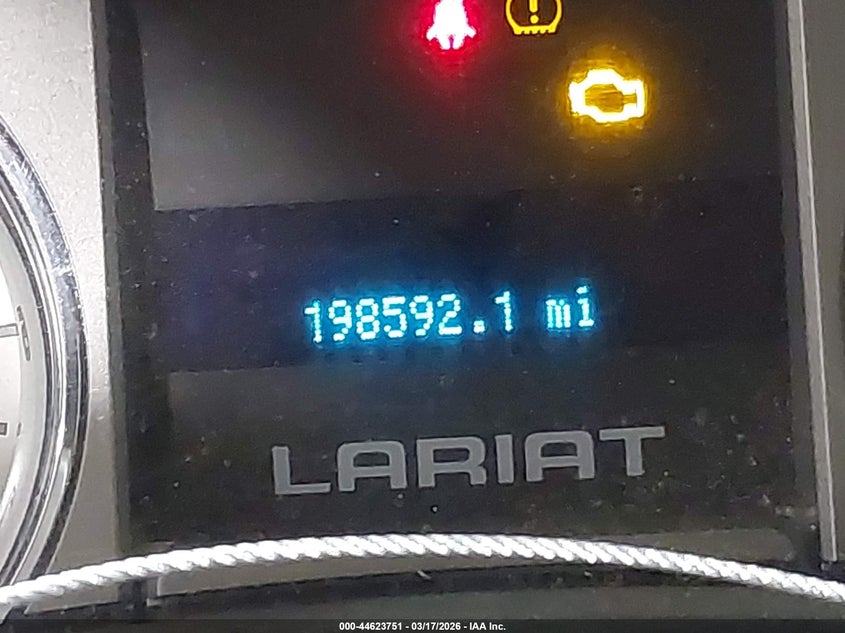 198592.1 mi
LARIAT
000-44623751 - 03/17/2026 - IAA Inc.